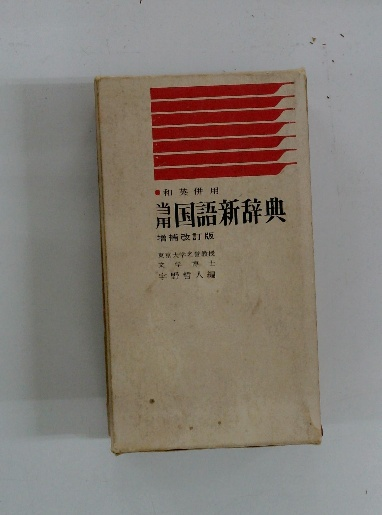 ●和英併用
当用国語新辞典
増補改訂版
東京大学名誉教授
文学博士
宇野哲人編